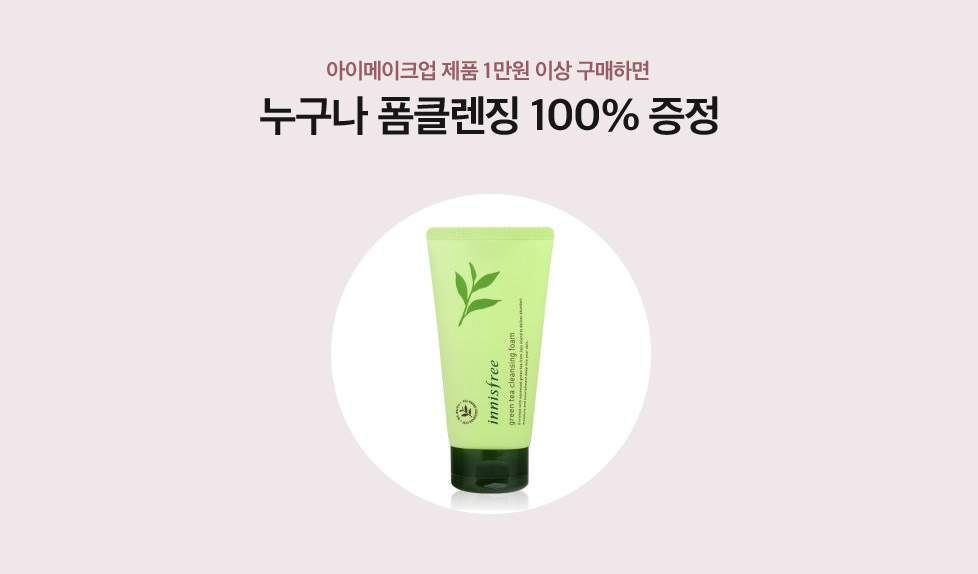 아이메이크업 제품 1만원 이상 구매하면
누구나 폼클렌징 100% 증정
innisfree
green tea cleansing foam